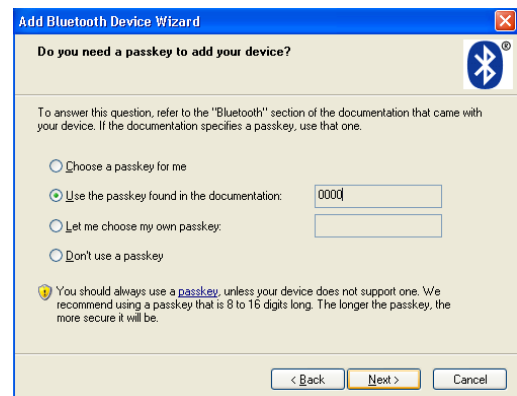 Add Bluetooth Device Wizard
Do you need a passkey to add your device?
®
To answer this question, refer to the "Bluetooth" section of the documentation that came with
your device. If the documentation specifies a passkey, use that one.
Choose a passkey for me
Use the passkey found in the documentation: 0000
Let me choose my own passkey:
Don't use a passkey
You should always use a passkey, unless your device does not support one. We
recommend using a passkey that is 8 to 16 digits long. The longer the passkey, the
more secure it will be.
< Back Next > Cancel